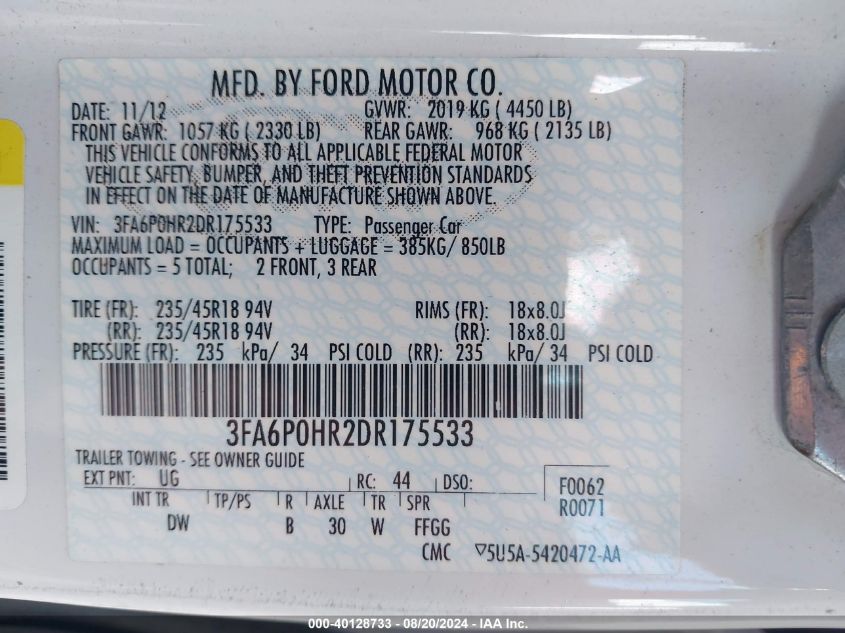 MFD. BY FORD MOTOR CO.
DATE: 11/12 GVWR: 2019 KG ( 4450 LB)
FRONT GAWR: 1057 KG ( 2330 LB) REAR GAWR: 968 KG ( 2135 LB)
THIS VEHICLE CONFORMS TO ALL APPLICABLE FEDERAL MOTOR
VEHICLE SAFETY, BUMPER, AND THEFT PREVENTION STANDARDS
IN EFFECT ON THE DATE OF MANUFACTURE SHOWN ABOVE.
VIN: 3FA6P0HR2DR175533 TYPE: Passenger Car
MAXIMUM LOAD = OCCUPANTS + LUGGAGE = 385KG/ 850LB
OCCUPANTS = 5 TOTAL; 2 FRONT, 3 REAR
TIRE (FR): 235/45R18 94V RIMS (FR): 18x8.0J
(RR): 235/45R18 94V (RR): 18x8.0J
PRESSURE (FR): 235 kPa/ 34 PSI COLD (RR): 235 kPa/ 34 PSI COLD
3FA6P0HR2DR175533
TRAILER TOWING - SEE OWNER GUIDE
EXT PNT: UG RC: 44 DSO: F0062
INT TR TP/PS R AXLE TR SPR R0071
DW B 30 W FFGG
CMC ▽5U5A-5420472-AA
000-40128733 - 08/20/2024 - IAA Inc.